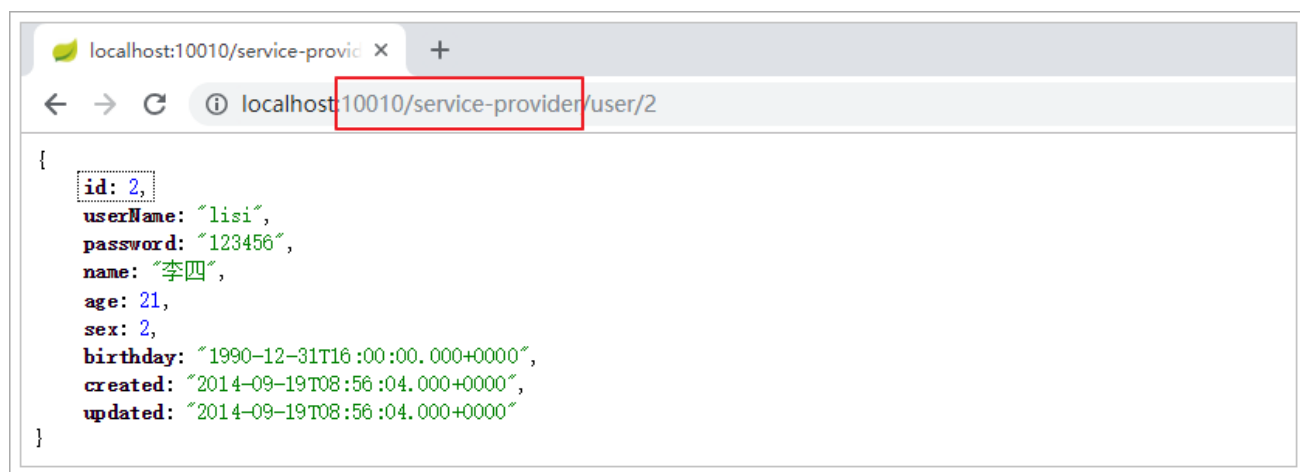 localhost:10010/service-provid
localhost:10010/service-provider/user/2
{
id: 2,
userName: "lisi",
password: "123456",
name: "李四",
age: 21,
sex: 2,
birthday: "1990-12-31T16:00:00.000+0000",
created: "2014-09-19T08:56:04.000+0000",
updated: "2014-09-19T08:56:04.000+0000"
}